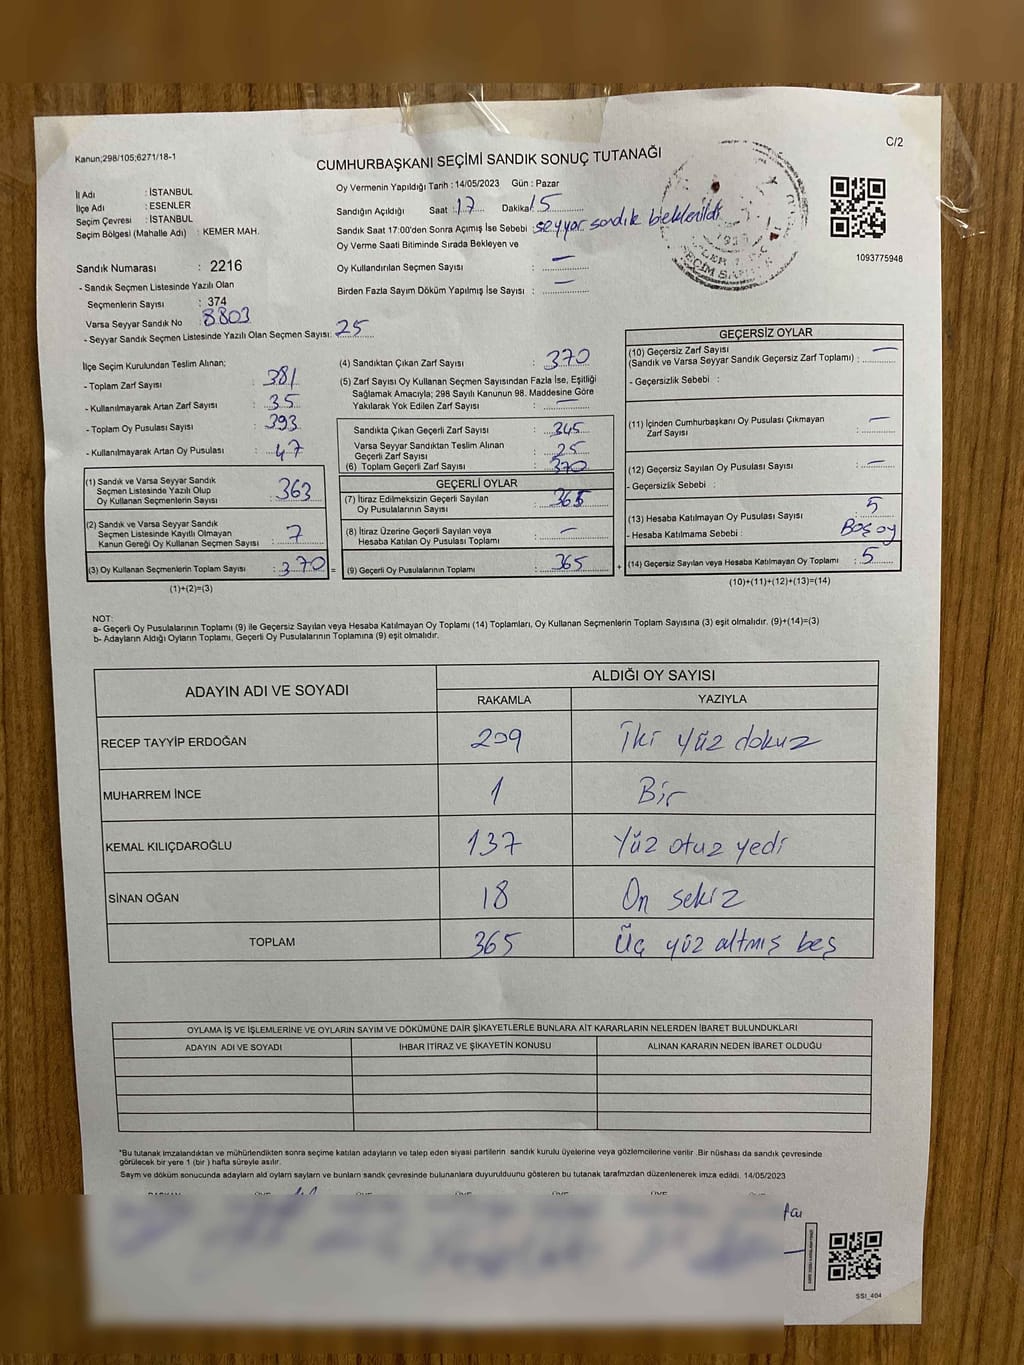 Kanun;298/105;6271/18-1
C/2
CUMHURBAŞKANI SEÇİMİ SANDIK SONUÇ TUTANAĞI
İl Adı : İSTANBUL
İlçe Adı : ESENLER
Seçim Çevresi : İSTANBUL
Seçim Bölgesi (Mahalle Adı) : KEMER MAH.
Oy Vermenin Yapıldığı Tarih : 14/05/2023 Gün : Pazar
Sandığın Açıldığı Saat 17 Dakika 15
Sandık Saat 17:00'den Sonra Açımış İse Sebebi : seyyar sandık beklenildi
Oy Verme Saati Bitiminde Sırada Bekleyen ve
Oy Kullandırılan Seçmen Sayısı : —
Birden Fazla Sayım Döküm Yapılmış İse Sayısı : —
1093775948
Sandık Numarası : 2216
- Sandık Seçmen Listesinde Yazılı Olan
Seçmenlerin Sayısı : 374
Varsa Seyyar Sandık No 8803
- Seyyar Sandık Seçmen Listesinde Yazılı Olan Seçmen Sayısı: 25
İlçe Seçim Kurulundan Teslim Alınan;
- Toplam Zarf Sayısı : 381
- Kullanılmayarak Artan Zarf Sayısı : 35
- Toplam Oy Pusulası Sayısı : 393
- Kullanılmayarak Artan Oy Pusulası : 47
(1) Sandık ve Varsa Seyyar Sandık
Seçmen Listesinde Yazılı Olup
Oy Kullanan Seçmenlerin Sayısı : 363
(2) Sandık ve Varsa Seyyar Sandık
Seçmen Listesinde Kayıtlı Olmayan
Kanun Gereği Oy Kullanan Seçmen Sayısı : 7
(3) Oy Kullanan Seçmenlerin Toplam Sayısı : 370 =
(1)+(2)=(3)
(4) Sandıktan Çıkan Zarf Sayısı : 370
(5) Zarf Sayısı Oy Kullanan Seçmen Sayısından Fazla İse, Eşitliği
Sağlamak Amacıyla; 298 Sayılı Kanunun 98. Maddesine Göre
Yakılarak Yok Edilen Zarf Sayısı : —
Sandıkta Çıkan Geçerli Zarf Sayısı : 345
Varsa Seyyar Sandıktan Teslim Alınan
Geçerli Zarf Sayısı : 25
(6) Toplam Geçerli Zarf Sayısı : 370
GEÇERLİ OYLAR
(7) İtiraz Edilmeksizin Geçerli Sayılan
Oy Pusulalarının Sayısı : 365
(8) İtiraz Üzerine Geçerli Sayılan veya
Hesaba Katılan Oy Pusulası Toplamı : —
(9) Geçerli Oy Pusulalarının Toplamı : 365 +
GEÇERSİZ OYLAR
(10) Geçersiz Zarf Sayısı
(Sandık ve Varsa Seyyar Sandık Geçersiz Zarf Toplamı) : —
- Geçersizlik Sebebi :
(11) İçinden Cumhurbaşkanı Oy Pusulası Çıkmayan
Zarf Sayısı : —
(12) Geçersiz Sayılan Oy Pusulası Sayısı : —
- Geçersizlik Sebebi :
(13) Hesaba Katılmayan Oy Pusulası Sayısı : 5
- Hesaba Katılmama Sebebi : Boş oy
(14) Geçersiz Sayılan veya Hesaba Katılmayan Oy Toplamı : 5
(10)+(11)+(12)+(13)=(14)
NOT:
a- Geçerli Oy Pusulalarının Toplamı (9) ile Geçersiz Sayılan veya Hesaba Katılmayan Oy Toplamı (14) Toplamları, Oy Kullanan Seçmenlerin Toplam Sayısına (3) eşit olmalıdır. (9)+(14)=(3)
b- Adayların Aldığı Oyların Toplamı, Geçerli Oy Pusulalarının Toplamına (9) eşit olmalıdır.
ADAYIN ADI VE SOYADI
ALDIĞI OY SAYISI
RAKAMLA YAZIYLA
RECEP TAYYİP ERDOĞAN 209 İki yüz dokuz
MUHARREM İNCE 1 Bir
KEMAL KILIÇDAROĞLU 137 Yüz otuz yedi
SİNAN OĞAN 18 On sekiz
TOPLAM 365 Üç yüz altmış beş
OYLAMA İŞ VE İŞLEMLERİNE VE OYLARIN SAYIM VE DÖKÜMÜNE DAİR ŞİKAYETLERLE BUNLARA AİT KARARLARIN NELERDEN İBARET BULUNDUKLARI
ADAYIN ADI VE SOYADI İHBAR İTİRAZ VE ŞİKAYETİN KONUSU ALINAN KARARIN NEDEN İBARET OLDUĞU
*Bu tutanak imzalandıktan ve mühürlendikten sonra seçime katılan adayların ve talep eden siyasi partilerin sandık kurulu üyelerine veya gözlemcilerine verilir .Bir nüshası da sandık çevresinde
görülecek bir yere 1 (bir ) hafta süreyle asılır.
Sayım ve döküm sonucunda adayların ald oyların sayların ve bunların sandk çevresinde bulunanlara duyurulduunu gösteren bu tutanak tarafmzdan düzenlenerek imza edildi. 14/05/2023
SSI_404